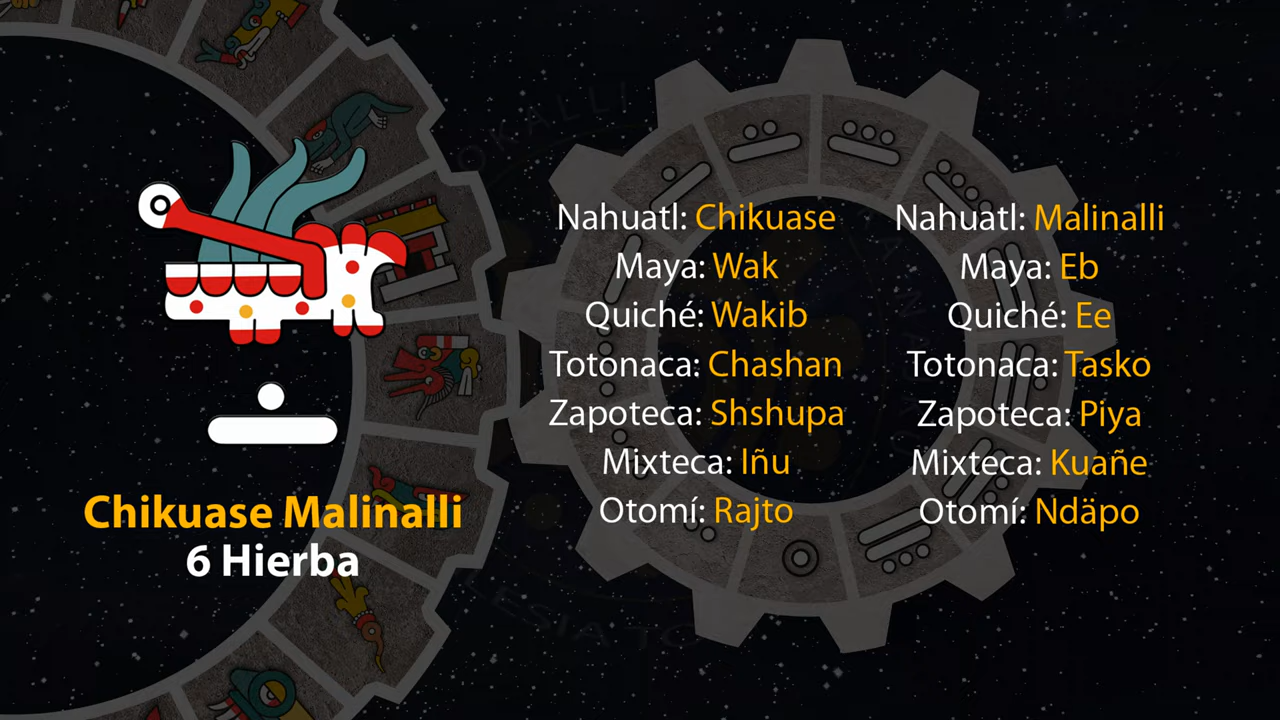 Nahuatl: Chikuase
Maya: Wak
Quiché: Wakib
Totonaca: Chashan
Zapoteca: Shshupa
Mixteca: Iñu
Otomí: Rajto
Nahuatl: Malinalli
Maya: Eb
Quiché: Ee
Totonaca: Tasko
Zapoteca: Piya
Mixteca: Kuañe
Otomí: Ndäpo
Chikuase Malinalli
6 Hierba